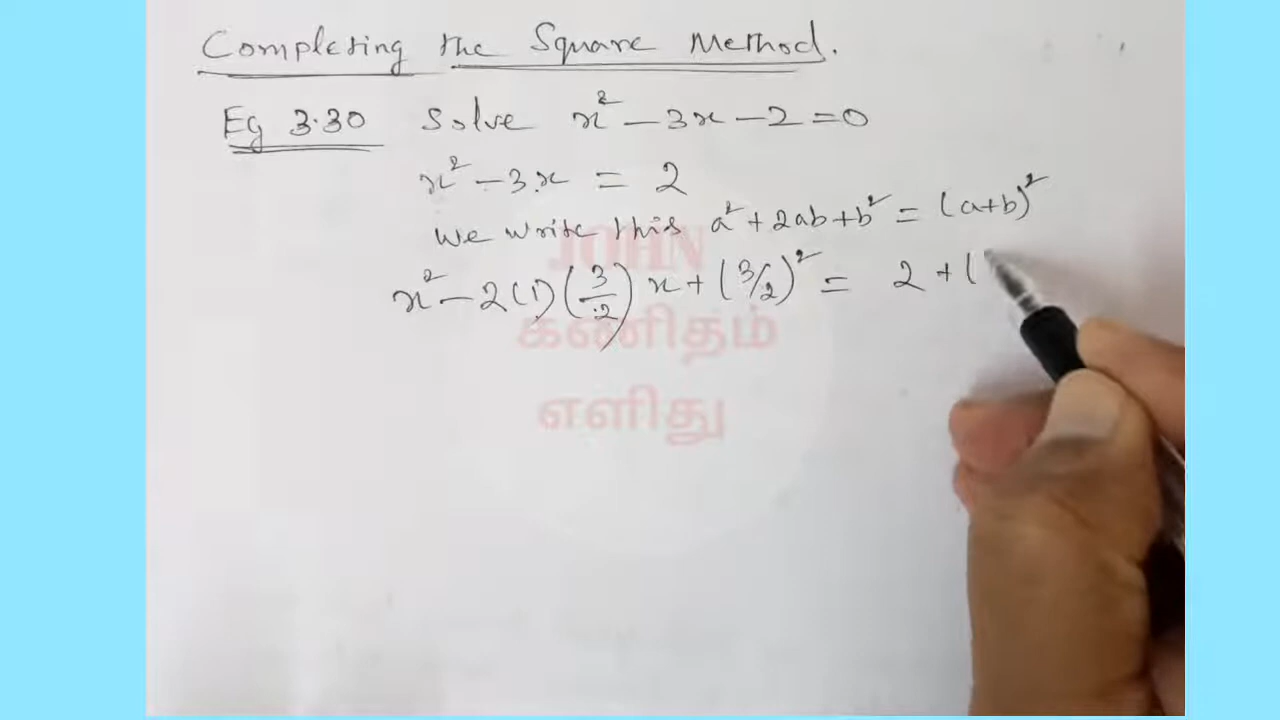 Completing the Square Method.
Eg 3.30 Solve x² - 3x - 2 = 0
x² - 3x = 2
We write this a² + 2ab + b² = (a+b)²
x² - 2(1)(3/2) x + (3/2)² = 2 + (
JOHN
கணிதம்
எளிது